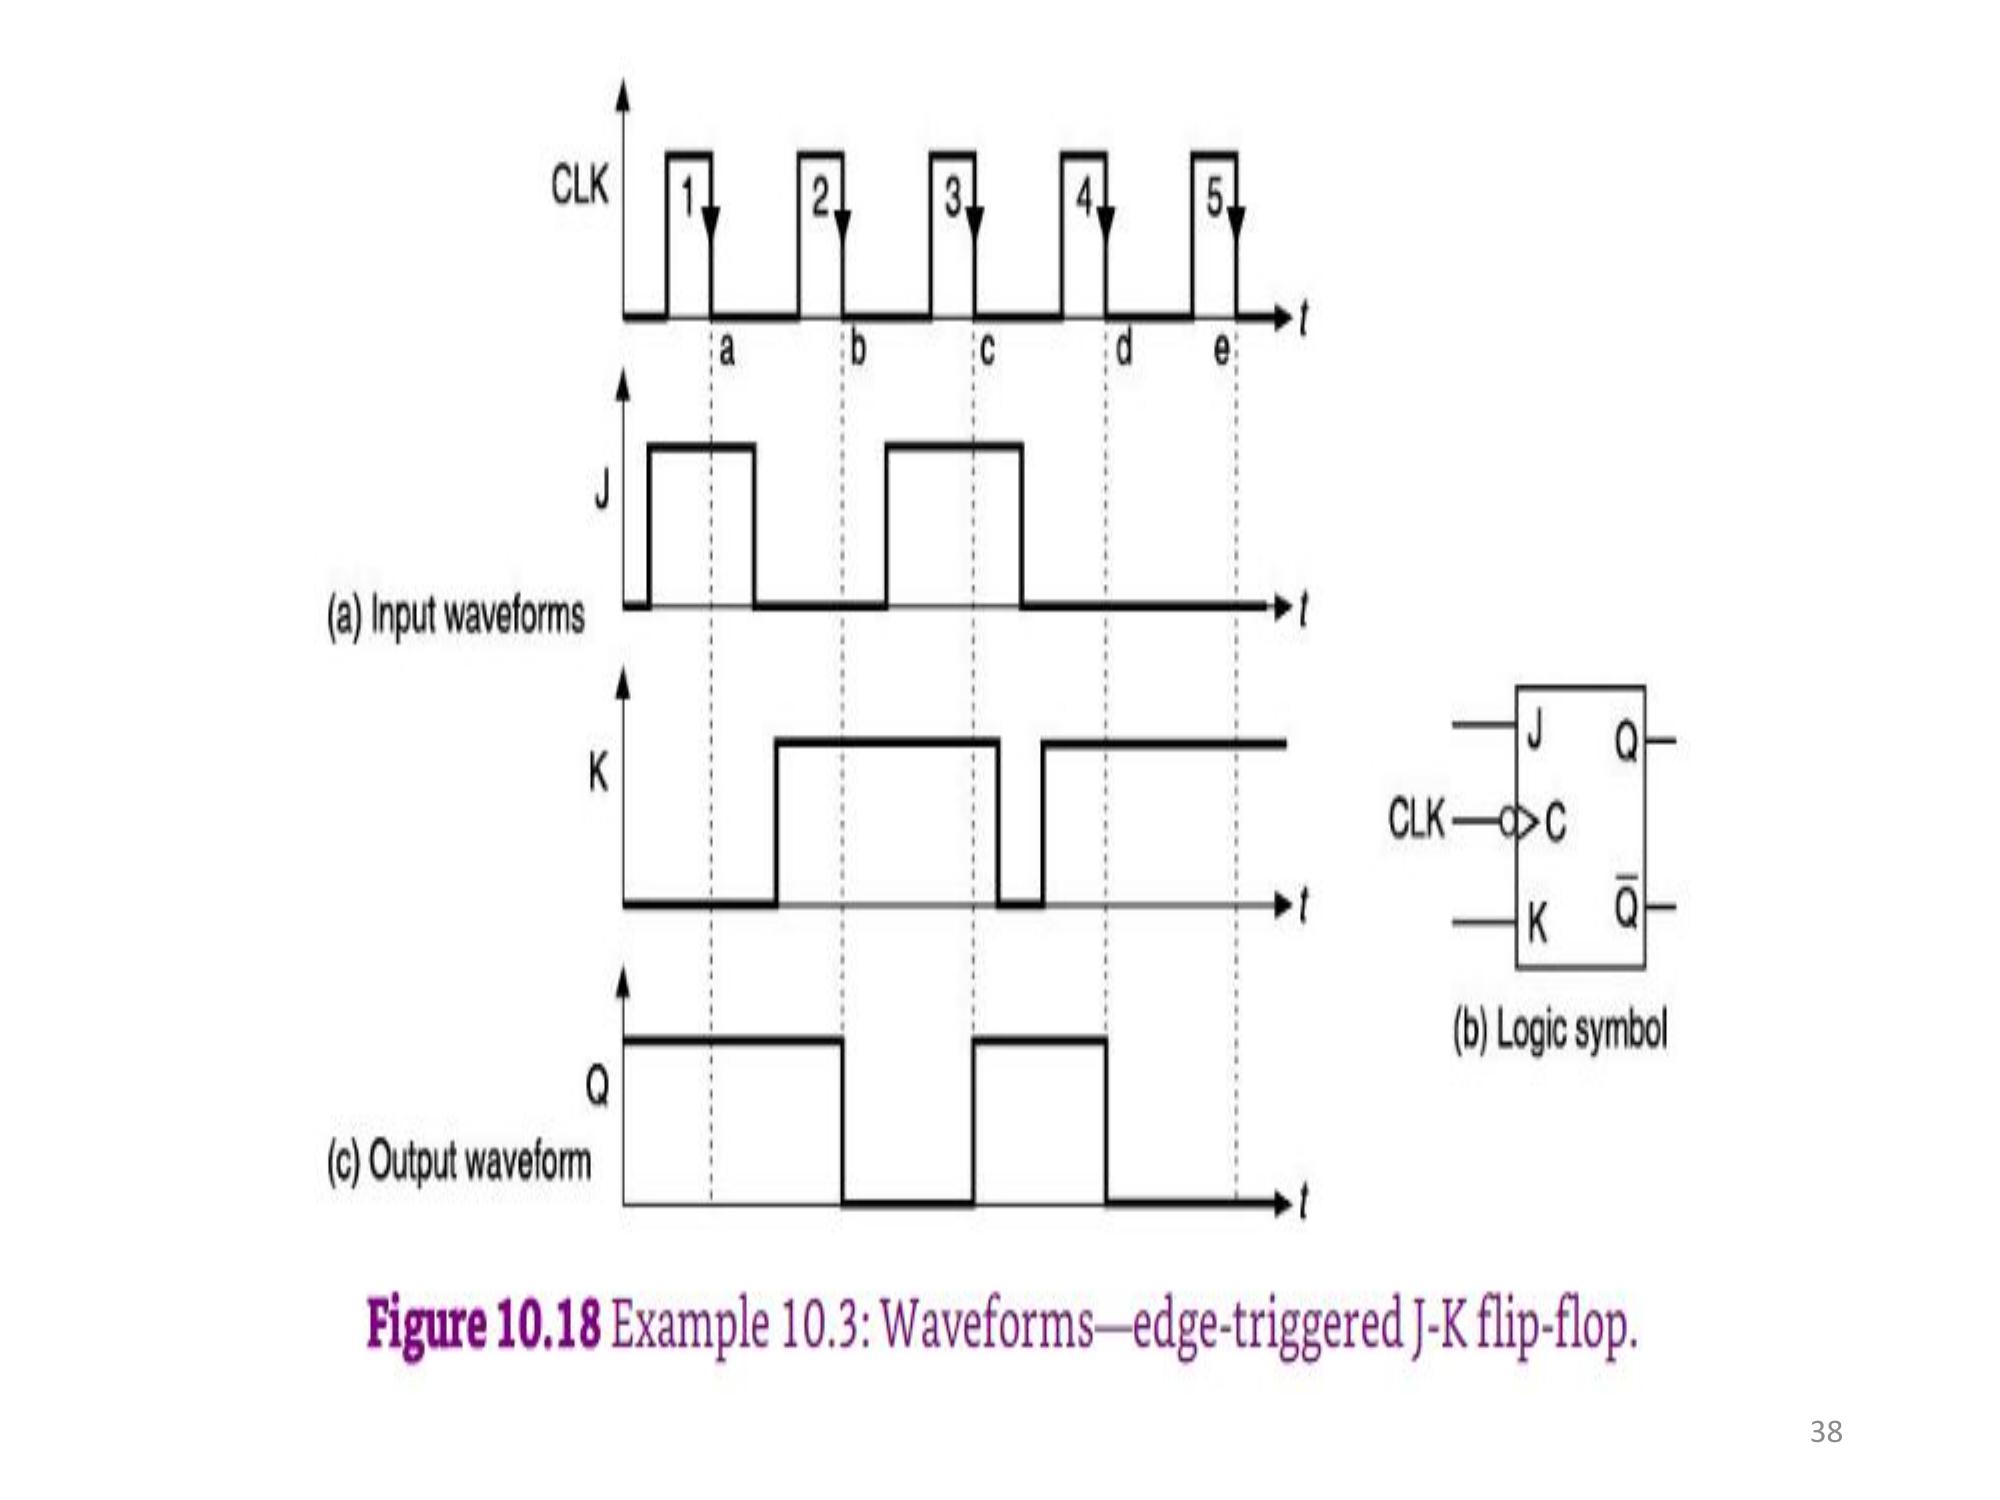 CLK
1
2
3
4
5
t
a
b
c
d
e
J
(a) Input waveforms
t
K
t
J
Q
CLK
C
K
Q̅
(b) Logic symbol
Q
(c) Output waveform
t
Figure 10.18 Example 10.3: Waveforms—edge-triggered J-K flip-flop.
38